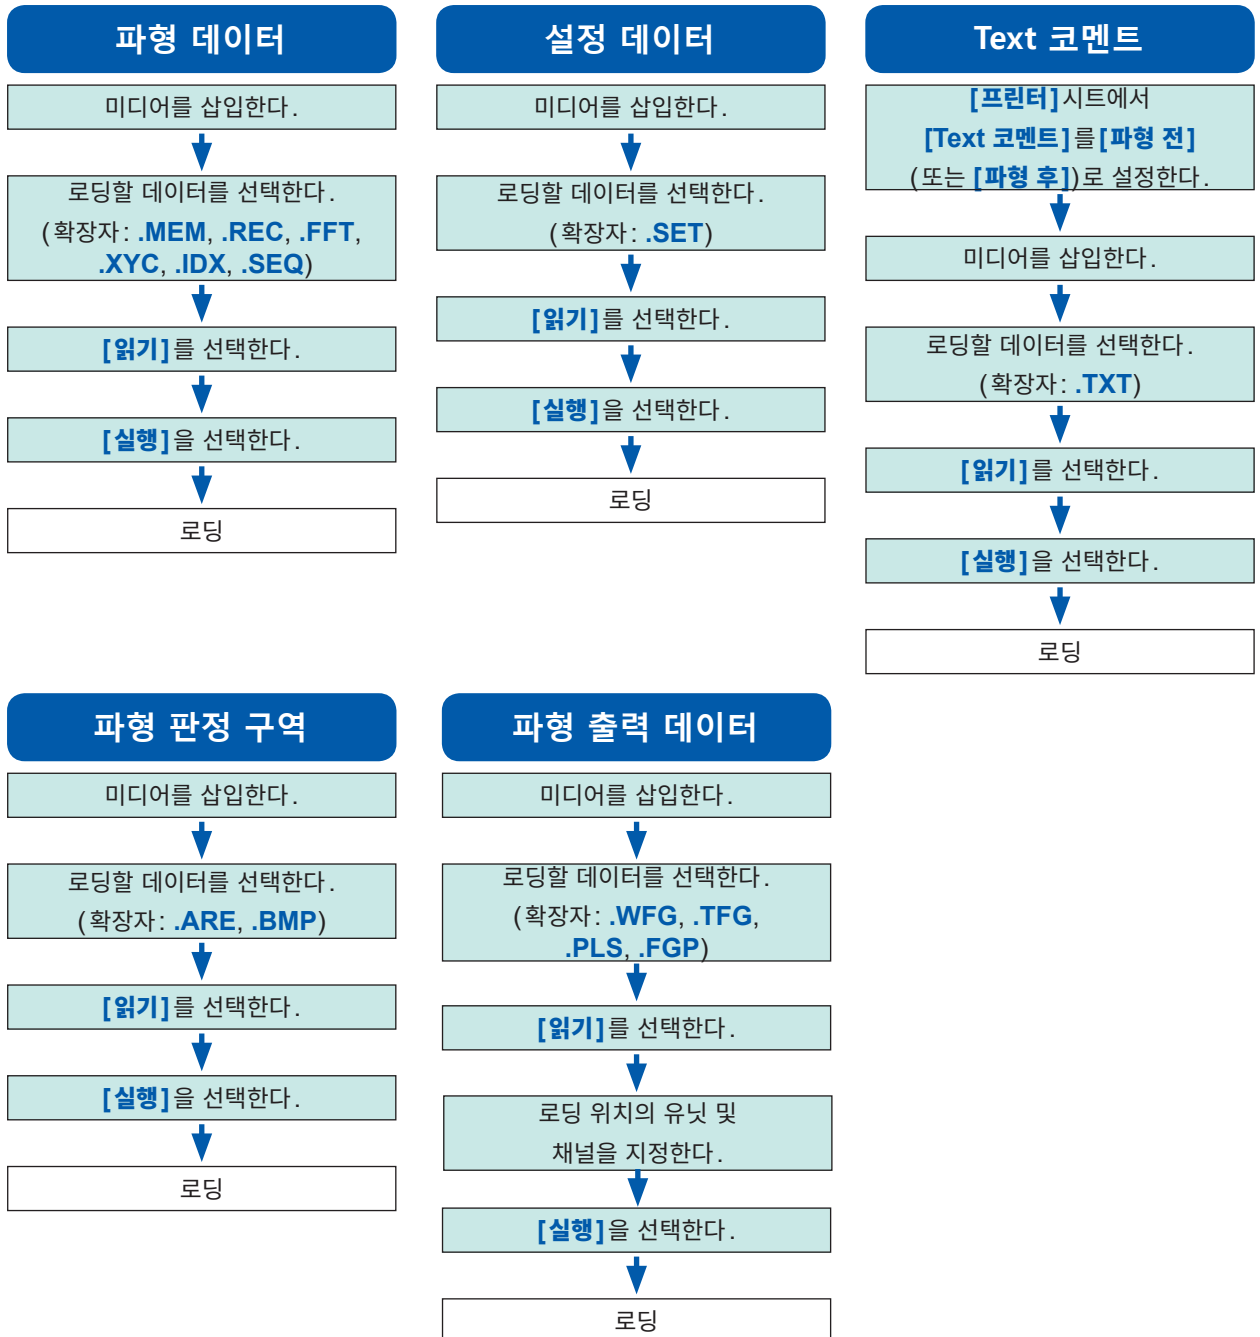 파형 데이터
미디어를 삽입한다.
로딩할 데이터를 선택한다.
(확장자: .MEM, .REC, .FFT,
.XYC, .IDX, .SEQ)
[읽기]를 선택한다.
[실행]을 선택한다.
로딩
설정 데이터
미디어를 삽입한다.
로딩할 데이터를 선택한다.
(확장자: .SET)
[읽기]를 선택한다.
[실행]을 선택한다.
로딩
Text 코멘트
[프린터]시트에서
[Text 코멘트]를[파형 전]
(또는 [파형 후])로 설정한다.
미디어를 삽입한다.
로딩할 데이터를 선택한다.
(확장자: .TXT)
[읽기]를 선택한다.
[실행]을 선택한다.
로딩
파형 판정 구역
미디어를 삽입한다.
로딩할 데이터를 선택한다.
(확장자: .ARE, .BMP)
[읽기]를 선택한다.
[실행]을 선택한다.
로딩
파형 출력 데이터
미디어를 삽입한다.
로딩할 데이터를 선택한다.
(확장자: .WFG, .TFG,
.PLS, .FGP)
[읽기]를 선택한다.
로딩 위치의 유닛 및
채널을 지정한다.
[실행]을 선택한다.
로딩